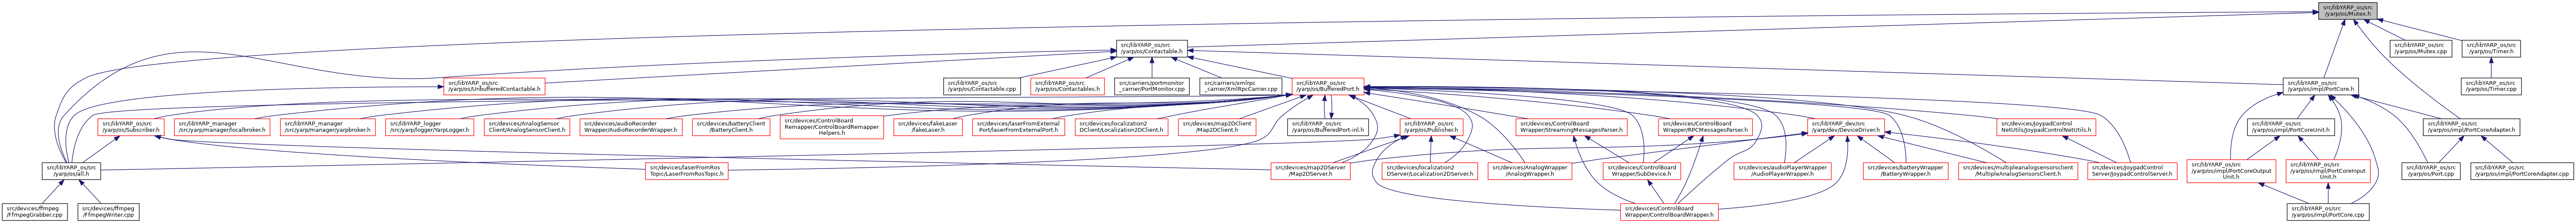 src/libYARP_os/src
/yarp/os/Mutex.h
src/libYARP_os/src
/yarp/os/Contactable.h
src/libYARP_os/src
/yarp/os/Mutex.cpp
src/libYARP_os/src
/yarp/os/Timer.h
src/libYARP_os/src
/yarp/os/UnbufferedContactable.h
src/libYARP_os/src
/yarp/os/Contactable.cpp
src/libYARP_os/src
/yarp/os/Contactables.h
src/carriers/portmonitor
_carrier/PortMonitor.cpp
src/carriers/xmlrpc
_carrier/XmlRpcCarrier.cpp
src/libYARP_os/src
/yarp/os/BufferedPort.h
src/libYARP_os/src
/yarp/os/impl/PortCore.h
src/libYARP_os/src
/yarp/os/Timer.cpp
src/libYARP_os/src
/yarp/os/Subscriber.h
src/libYARP_manager
/src/yarp/manager/localbroker.h
src/libYARP_manager
/src/yarp/manager/yarpbroker.h
src/libYARP_logger
/src/yarp/logger/YarpLogger.h
src/devices/AnalogSensor
Client/AnalogSensorClient.h
src/devices/audioRecorder
Wrapper/AudioRecorderWrapper.h
src/devices/batteryClient
/BatteryClient.h
src/devices/ControlBoard
Remapper/ControlBoardRemapper
Helpers.h
src/devices/fakeLaser
/fakeLaser.h
src/devices/laserFromExternal
Port/laserFromExternalPort.h
src/devices/localization2
DClient/Localization2DClient.h
src/devices/map2DClient
/Map2DClient.h
src/libYARP_os/src
/yarp/os/BufferedPort-inl.h
src/libYARP_os/src
/yarp/os/Publisher.h
src/devices/ControlBoard
Wrapper/StreamingMessagesParser.h
src/devices/ControlBoard
Wrapper/RPCMessagesParser.h
src/libYARP_dev/src
/yarp/dev/DeviceDriver.h
src/devices/JoypadControl
NetUtils/JoypadControlNetUtils.h
src/libYARP_os/src
/yarp/os/impl/PortCoreUnit.h
src/libYARP_os/src
/yarp/os/impl/PortCoreAdapter.h
src/libYARP_os/src
/yarp/os/all.h
src/devices/laserFromRos
Topic/LaserFromRosTopic.h
src/devices/map2DServer
/Map2DServer.h
src/devices/localization2
DServer/Localization2DServer.h
src/devices/AnalogWrapper
/AnalogWrapper.h
src/devices/ControlBoard
Wrapper/SubDevice.h
src/devices/audioPlayerWrapper
/AudioPlayerWrapper.h
src/devices/batteryWrapper
/BatteryWrapper.h
src/devices/multipleanalogsensorsclient
/MultipleAnalogSensorsClient.h
src/devices/JoypadControl
Server/JoypadControlServer.h
src/libYARP_os/src
/yarp/os/impl/PortCoreOutput
Unit.h
src/libYARP_os/src
/yarp/os/impl/PortCoreInput
Unit.h
src/libYARP_os/src
/yarp/os/Port.cpp
src/libYARP_os/src
/yarp/os/impl/PortCoreAdapter.cpp
src/devices/ffmpeg
/FfmpegGrabber.cpp
src/devices/ffmpeg
/FfmpegWriter.cpp
src/devices/ControlBoard
Wrapper/ControlBoardWrapper.h
src/libYARP_os/src
/yarp/os/impl/PortCore.cpp